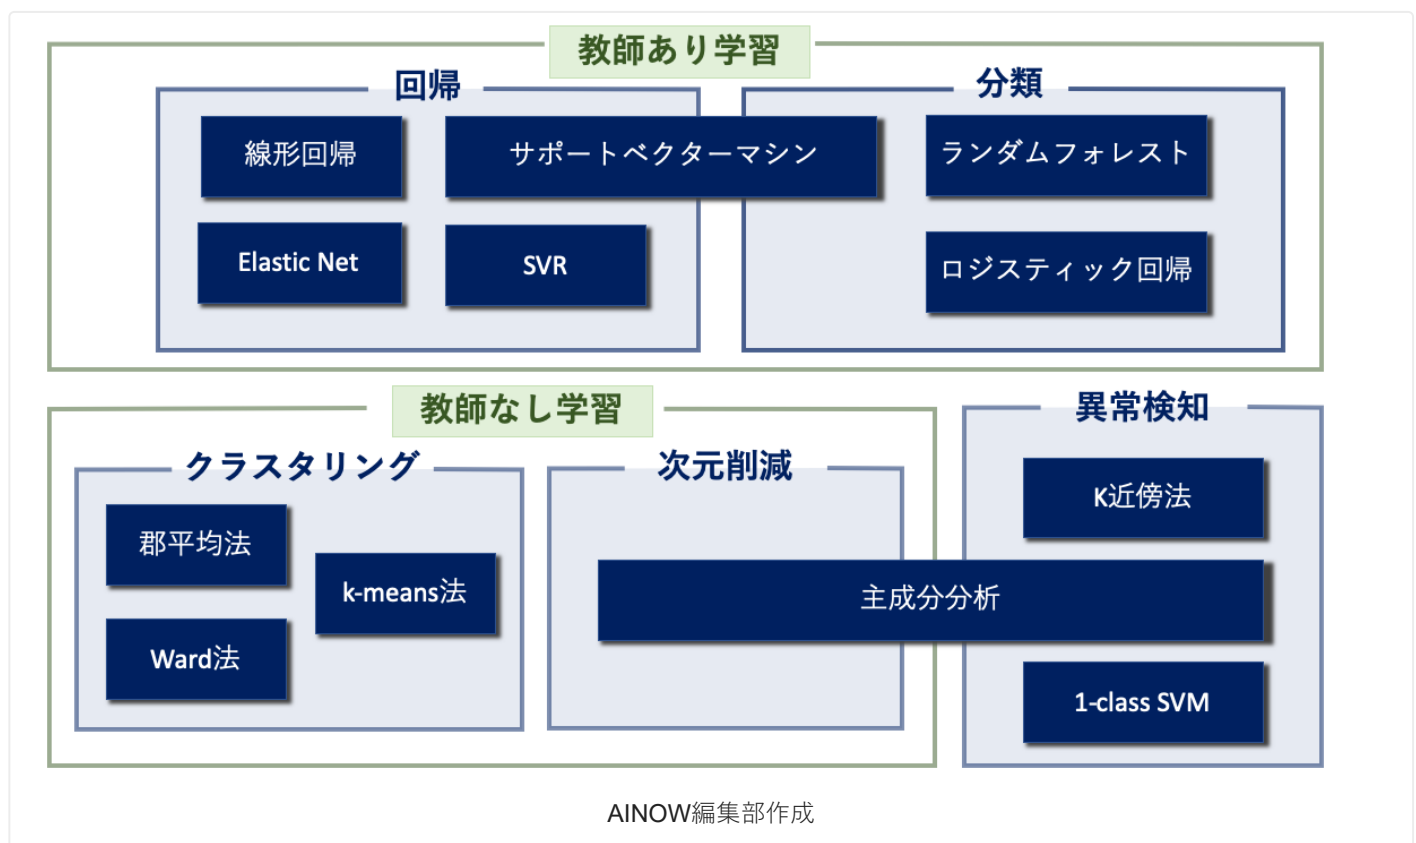 教師あり学習
回帰
分類
線形回帰
サポートベクターマシン
ランダムフォレスト
Elastic Net
SVR
ロジスティック回帰
教師なし学習
クラスタリング
次元削減
異常検知
郡平均法
k-means法
Ward法
K近傍法
主成分分析
1-class SVM
AINOW編集部作成